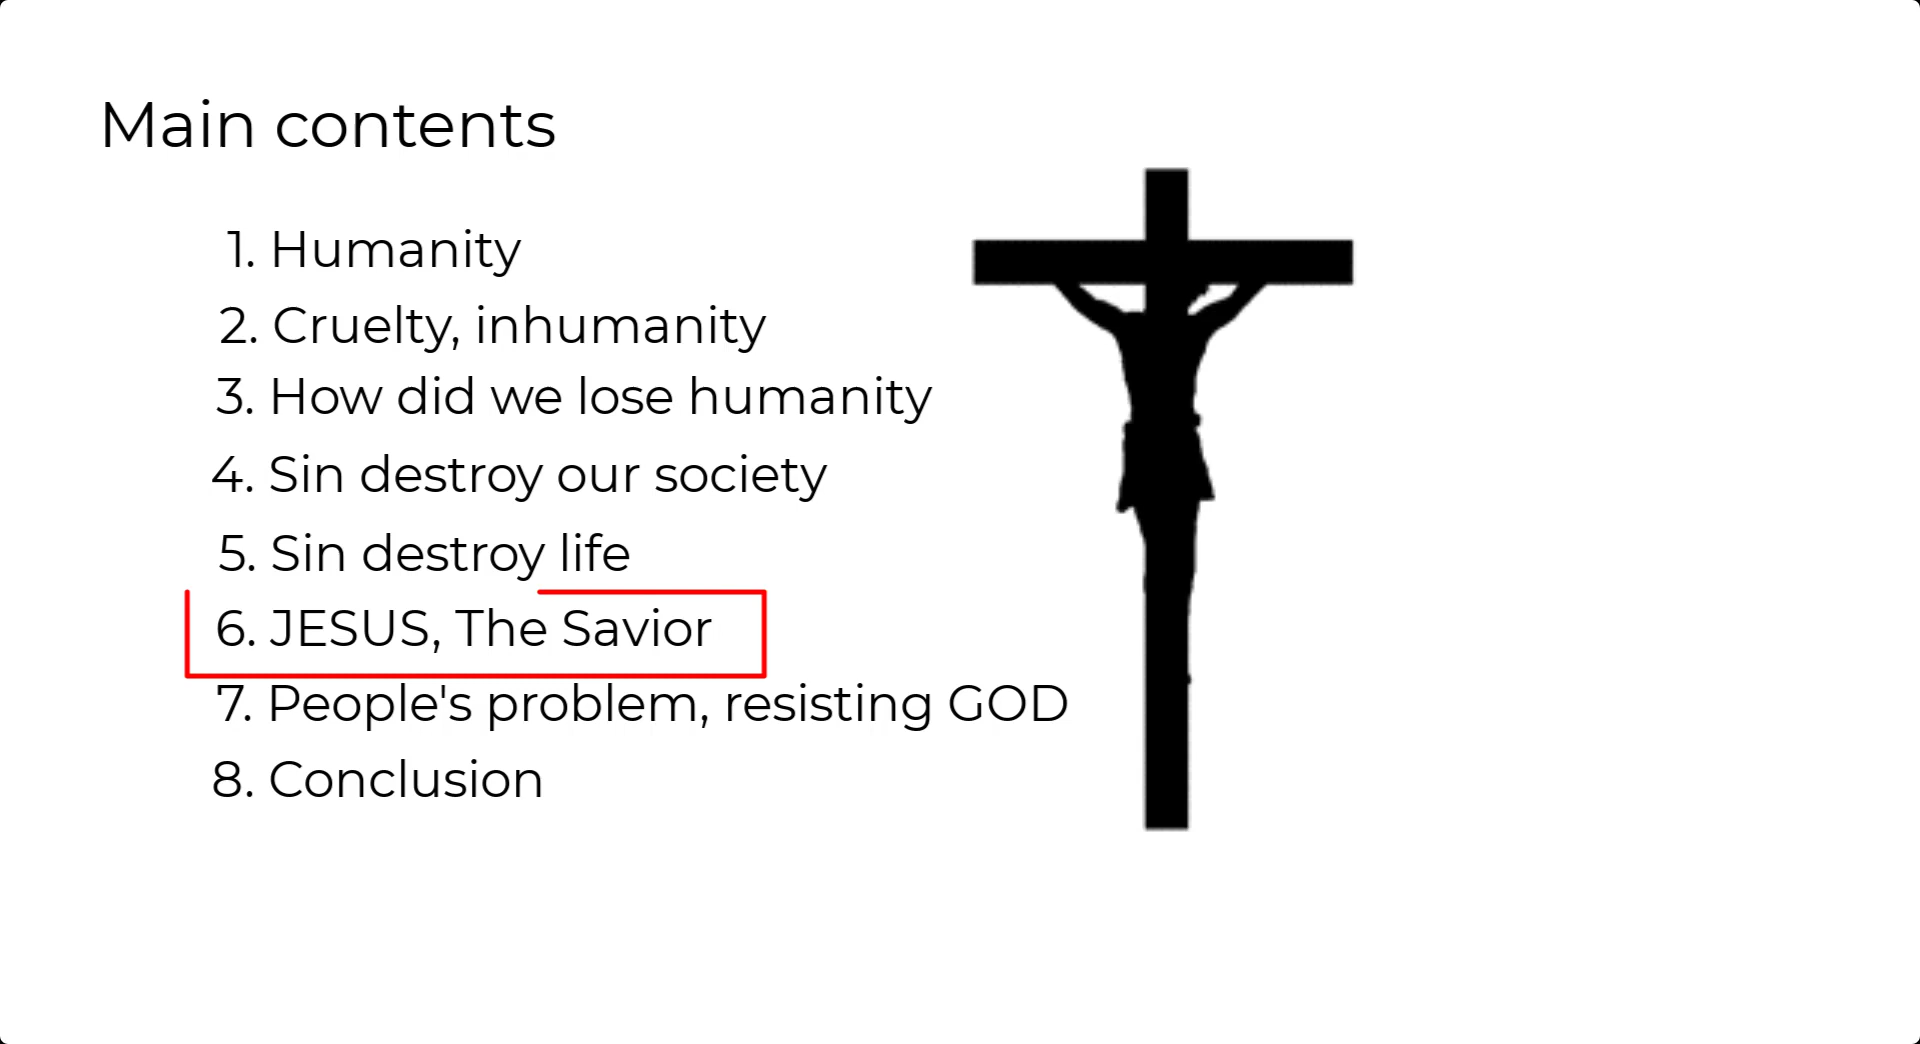 Main contents
1. Humanity
2. Cruelty, inhumanity
3. How did we lose humanity
4. Sin destroy our society
5. Sin destroy life
6. JESUS, The Savior
7. People's problem, resisting GOD
8. Conclusion